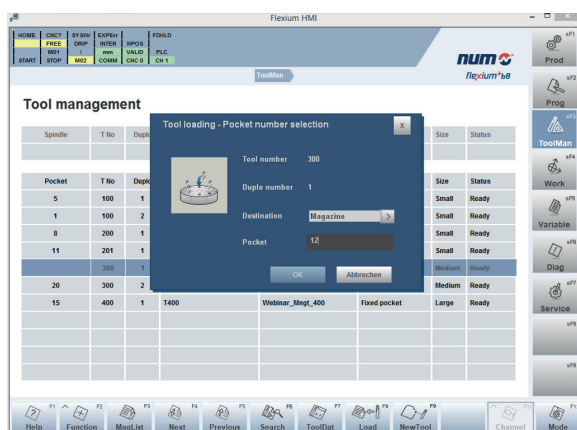 Flexium HMI
HOME CNC? SYSErr EXPErr FDHLD
FREE DRIP INTER NPOS
M01 / mm VALID PLC
START STOP M02 COMM CNC 0 CH 1
num
flexium+68
ToolMan
Tool management
Spindle T No Duplo Size Status
Pocket T No Duplo Size Status
5 100 1 Small Ready
1 100 2 Small Ready
8 200 1 Small Ready
11 201 1 Small Ready
300 1 Medium Ready
20 300 2 Medium Ready
15 400 1 T400 Webinar_Mngt_400 Fixed pocket Large Ready
Tool loading - Pocket number selection x
Tool number 300
Duplo number 1
Destination Magazine >
Pocket 12
OK Abbrechen
sF1
Prod
sF2
Prog
sF3
ToolMan
sF4
Work
sF5
Variable
sF6
Diag
sF7
Service
sF8
sF9
F1 F2 F3 F4 F5 F6 F7 F8 F9 F10 F11
Help Function MagList Next Previous Search ToolDat Load NewTool Channel Mode